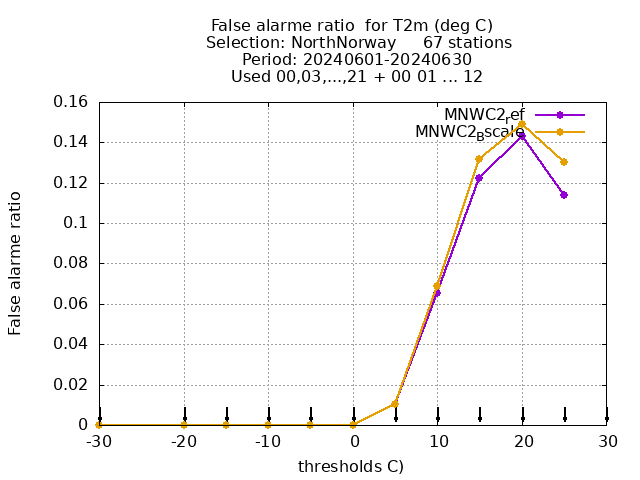 False alarme ratio  for T2m (deg C)
Selection: NorthNorway     67 stations
Period: 20240601-20240630
Used 00,03,...,21 + 00 01 ... 12
MNWC2_ref
MNWC2_Bscale
False alarme ratio
0.16
0.14
0.12
0.1
0.08
0.06
0.04
0.02
0
-30 -20 -10 0 10 20 30
thresholds C)